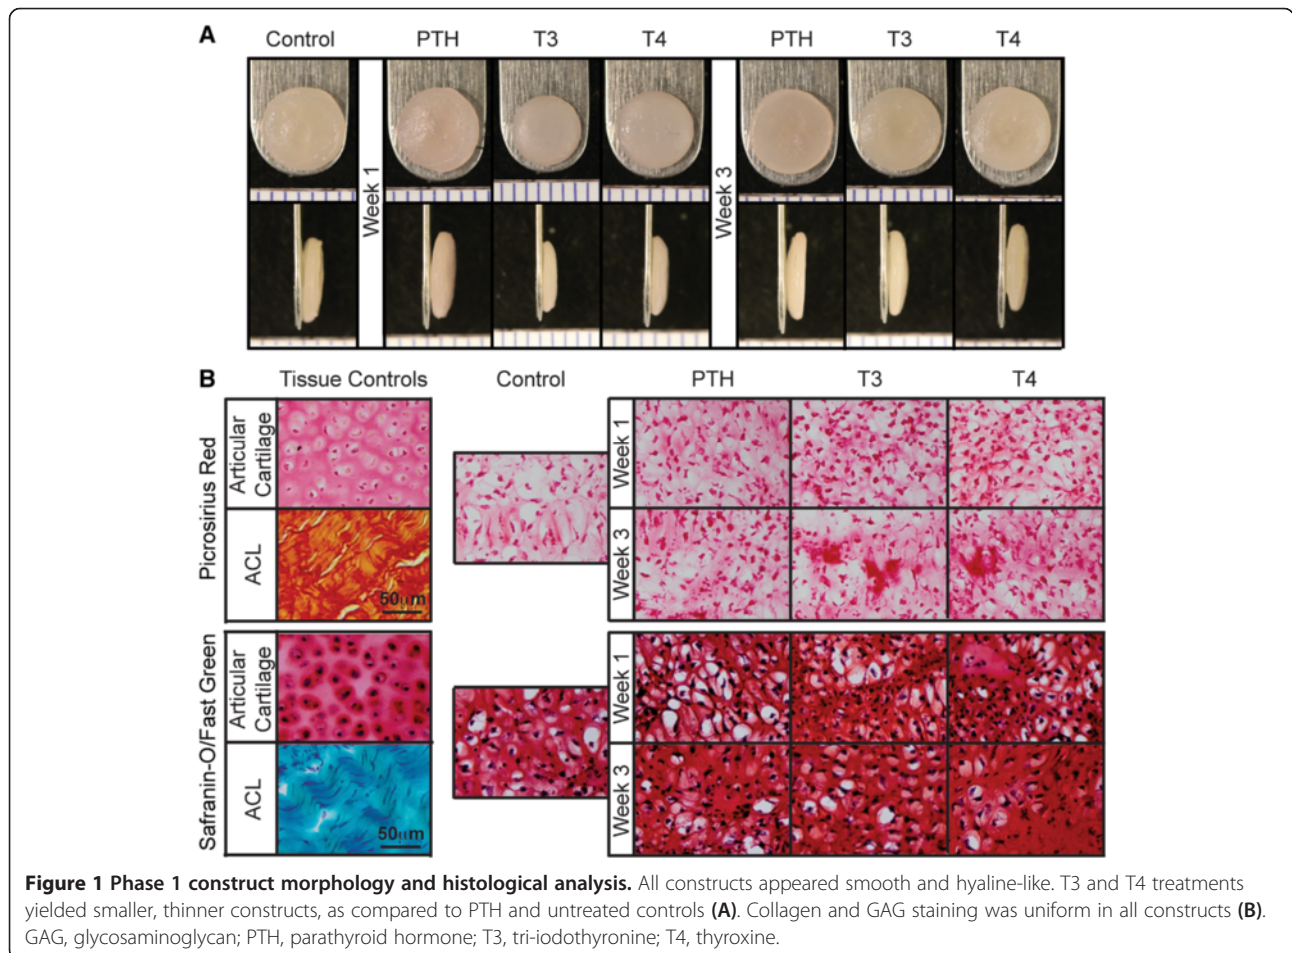 A
Control
PTH
T3
T4
PTH
T3
T4
Week 1
Week 3
B
Tissue Controls
Control
PTH
T3
T4
Picrosirius Red
Articular
Cartilage
ACL
50μm
Week 1
Week 3
Safranin-O/Fast Green
Articular
Cartilage
ACL
50μm
Week 1
Week 3
Figure 1 Phase 1 construct morphology and histological analysis. All constructs appeared smooth and hyaline-like. T3 and T4 treatments
yielded smaller, thinner constructs, as compared to PTH and untreated controls (A). Collagen and GAG staining was uniform in all constructs (B).
GAG, glycosaminoglycan; PTH, parathyroid hormone; T3, tri-iodothyronine; T4, thyroxine.